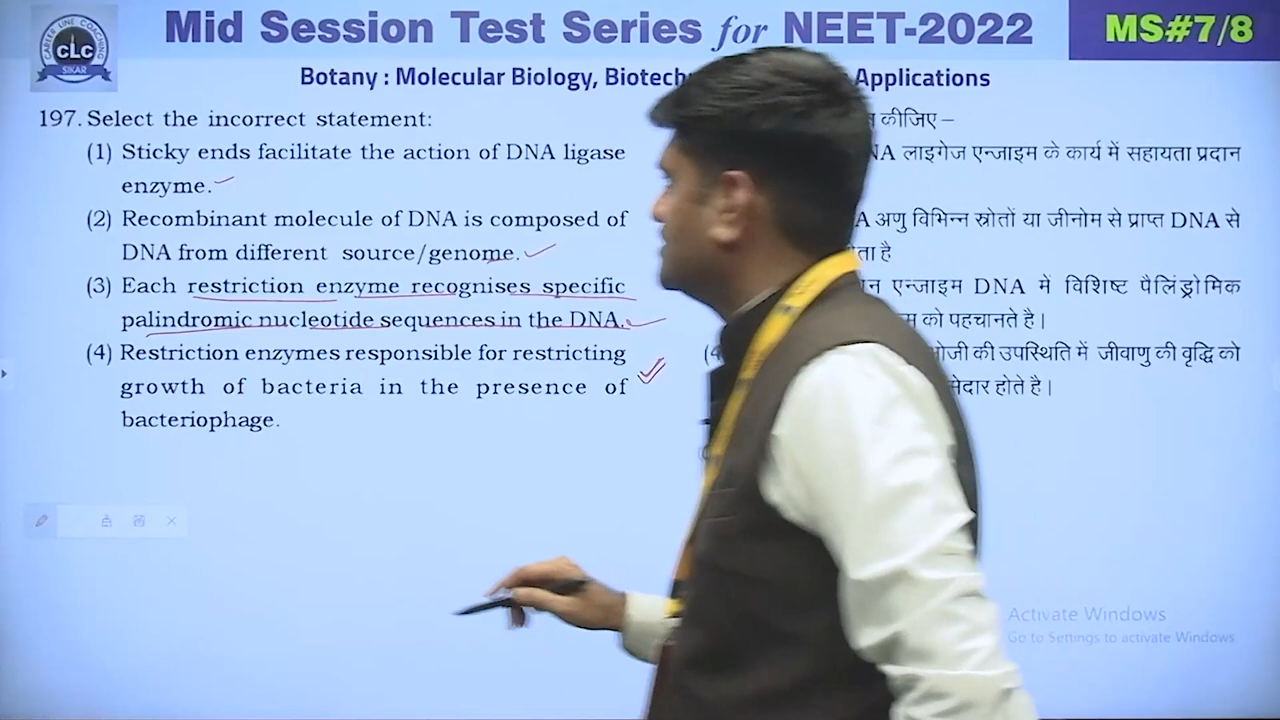 Mid Session Test Series for NEET-2022
MS#7/8
CAREER LINE COACHING
CLC
SIKAR
Botany : Molecular Biology, Applications
197. Select the incorrect statement:
(1) Sticky ends facilitate the action of DNA ligase
enzyme.
(2) Recombinant molecule of DNA is composed of
DNA from different source/genome.
(3) Each restriction enzyme recognises specific
palindromic nucleotide sequences in the DNA.
(4) Restriction enzymes responsible for restricting
growth of bacteria in the presence of
bacteriophage.
कीजिए –
लाइगेज एन्जाइम के कार्य में सहायता प्रदान
अणु विभिन्न स्रोतों या जीनोम से प्राप्त DNA से
है
एन्जाइम DNA में विशिष्ट पैलिंड्रोमिक
को पहचानते है।
की उपस्थिति में जीवाणु की वृद्धि को
होते है।
Activate Windows
Go to Settings to activate Windows